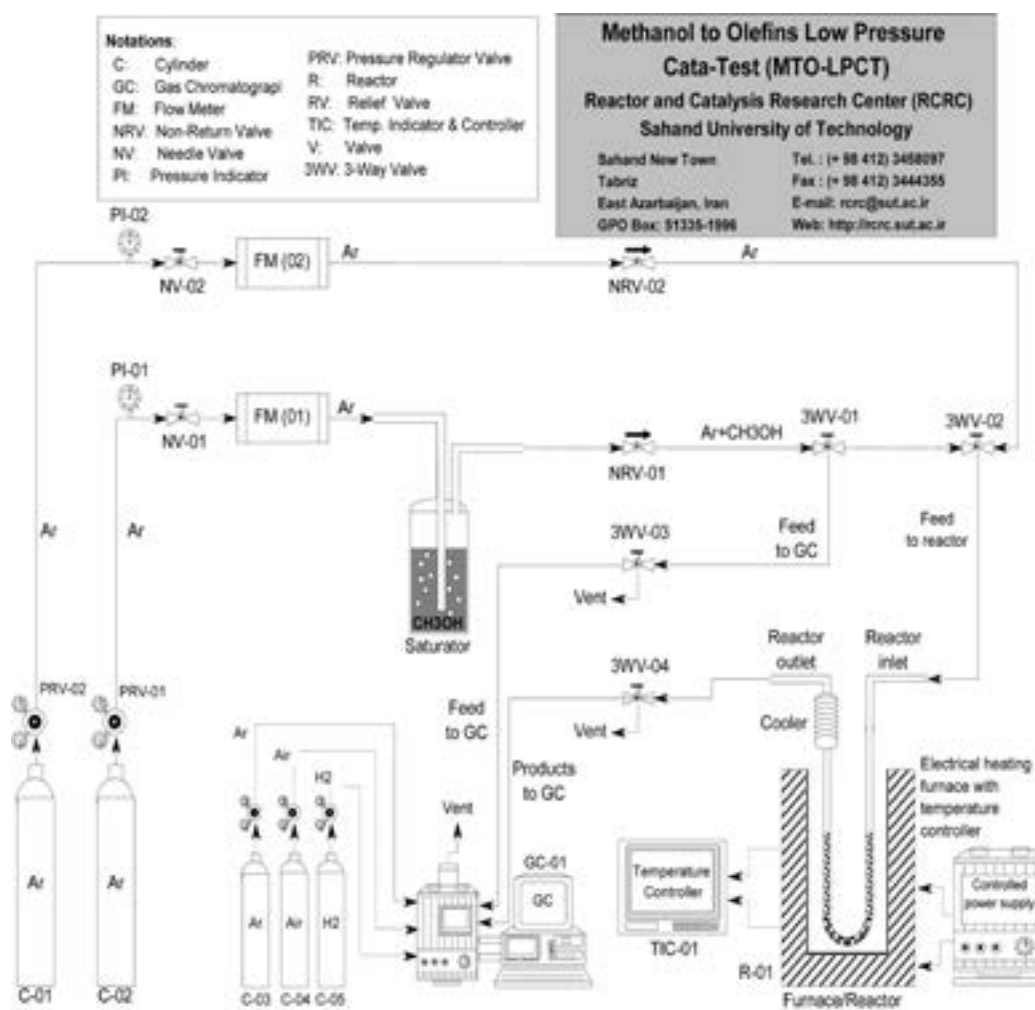 Notations:
C: Cylinder
GC: Gas Chromatograpl
FM: Flow Meter
NRV: Non-Return Valve
NV: Needle Valve
PI: Pressure Indicator
PRV: Pressure Regulator Valve
R: Reactor
RV: Relief Valve
TIC: Temp. Indicator & Controller
V: Valve
3WV: 3-Way Valve
Methanol to Olefins Low Pressure
Cata-Test (MTO-LPCT)
Reactor and Catalysis Research Center (RCRC)
Sahand University of Technology
Sahand New Town
Tabriz
East Azarbaijan, Iran
GPO Box: 51335-1996
Tel. : (+ 98 412) 3458097
Fax : (+ 98 412) 3444355
E-mail: rcrc@sut.ac.ir
Web: http://rcrc.sut.ac.ir
PI-02
NV-02
FM (02)
Ar
NRV-02
Ar
PI-01
NV-01
FM (01)
Ar
NRV-01
Ar+CH3OH
3WV-01
3WV-02
Ar
Ar
CH3OH
Saturator
3WV-03
Vent
Feed
to GC
Feed
to reactor
Reactor
outlet
Reactor
inlet
3WV-04
Vent
Cooler
PRV-02
PRV-01
Feed
to GC
Products
to GC
Ar
Air
H2
Vent
Electrical heating
furnace with
temperature
controller
GC-01
GC
Temperature
Controller
TIC-01
Controlled
power supply
Ar
Ar
Ar
Air
H2
C-01
C-02
C-03
C-04
C-05
R-01
Furnace/Reactor